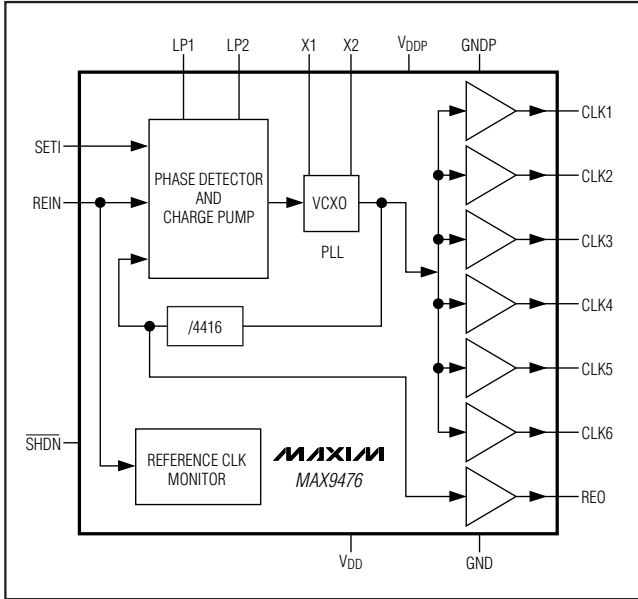 LP1
LP2
X1
X2
VDDP
GNDP
SETI
REIN
SHDN
PHASE DETECTOR
AND
CHARGE PUMP
VCXO
PLL
/4416
REFERENCE CLK
MONITOR
MAXIM
MAX9476
CLK1
CLK2
CLK3
CLK4
CLK5
CLK6
REO
VDD
GND